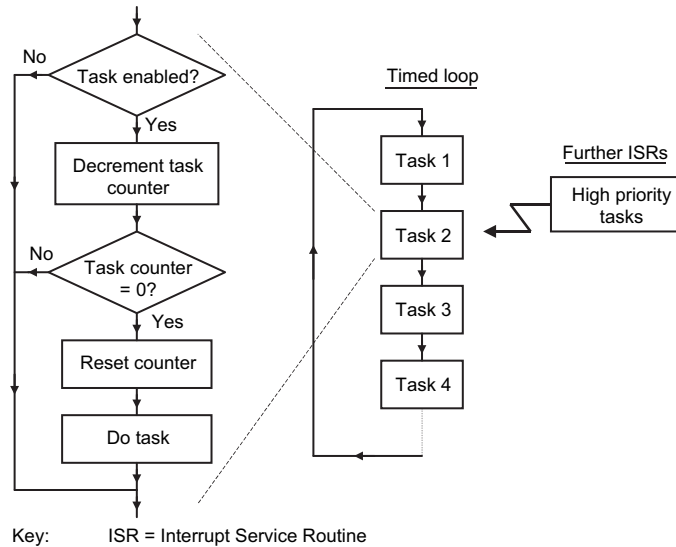 No
Task enabled?
Yes
Decrement task
counter
No
Task counter
= 0?
Yes
Reset counter
Do task
Timed loop
Task 1
Task 2
Task 3
Task 4
Further ISRs
High priority
tasks
Key: ISR = Interrupt Service Routine